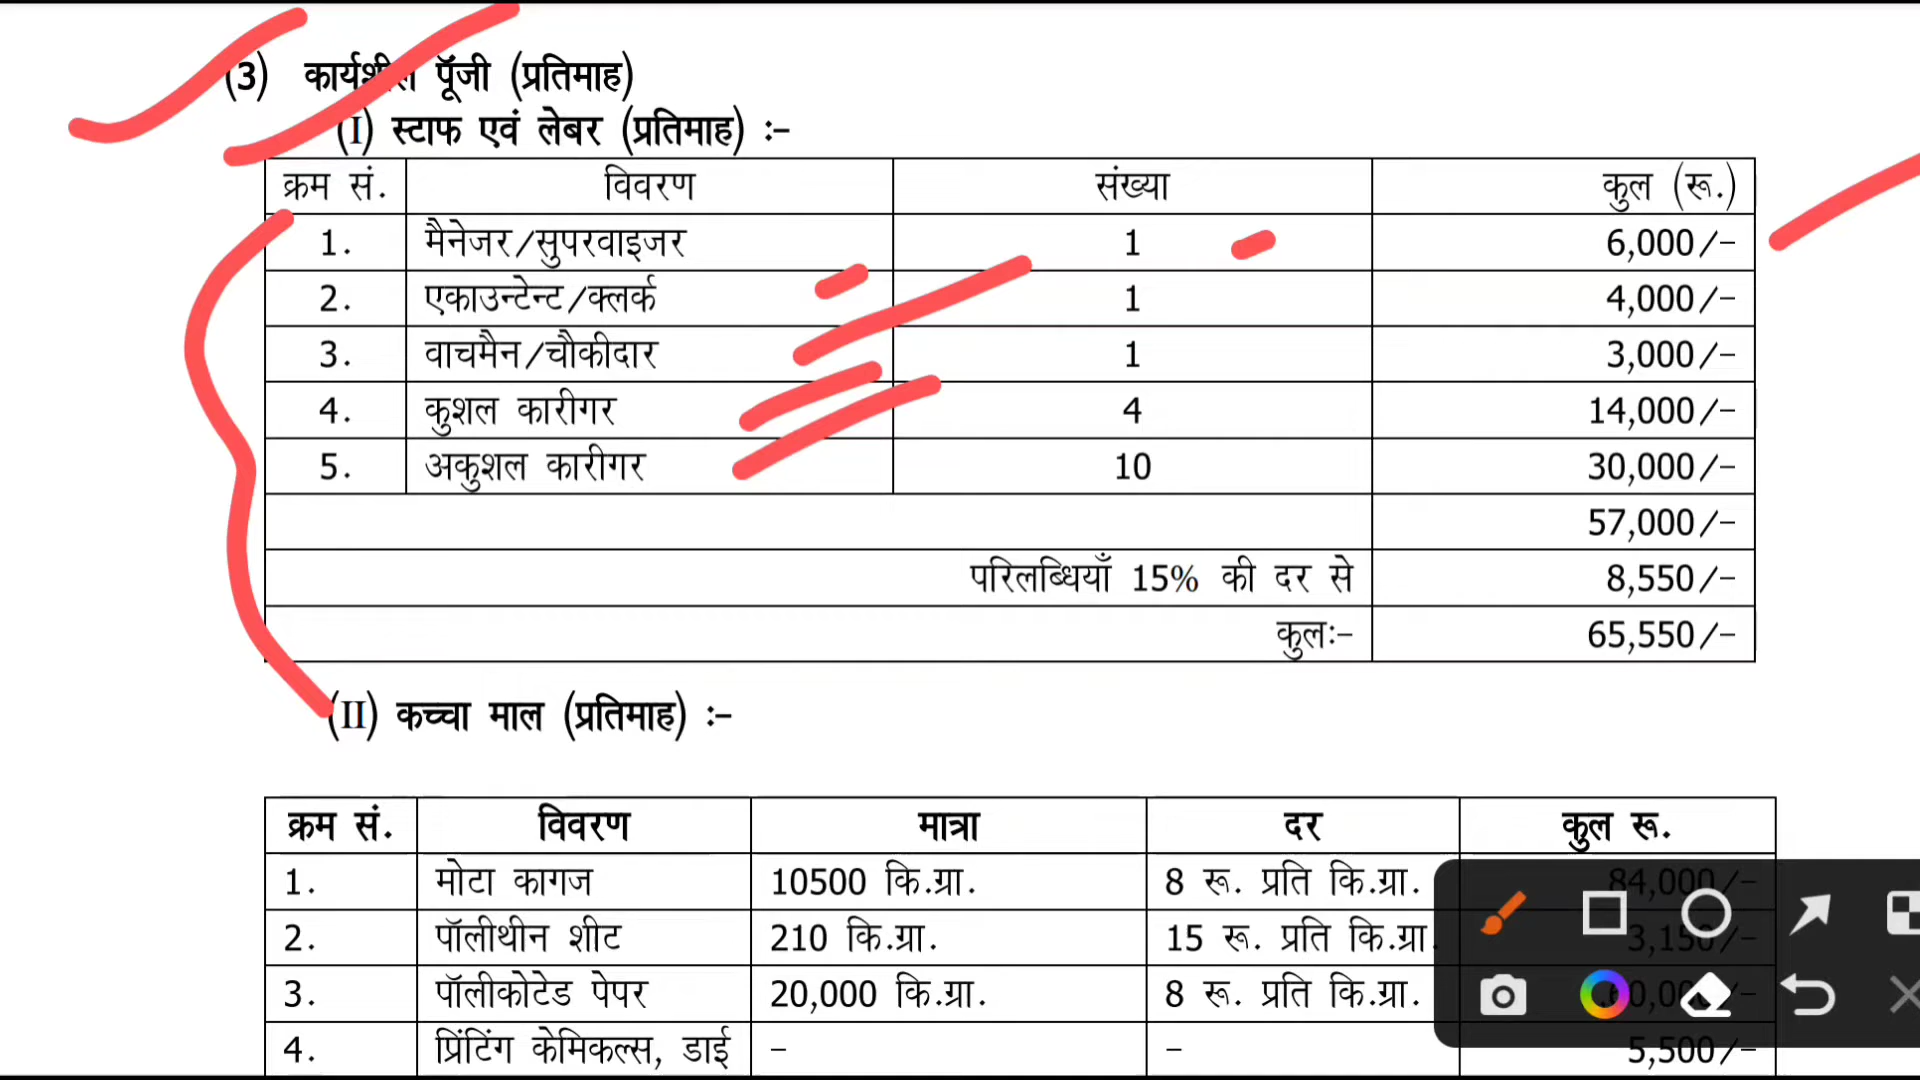 (3) कार्यशील पूँजी (प्रतिमाह)
(I) स्टाफ एवं लेबर (प्रतिमाह) :-
क्रम सं. विवरण संख्या कुल (रू.)
1. मैनेजर/सुपरवाइजर 1 6,000/-
2. एकाउन्टेन्ट/क्लर्क 1 4,000/-
3. वाचमैन/चौकीदार 1 3,000/-
4. कुशल कारीगर 4 14,000/-
5. अकुशल कारीगर 10 30,000/-
57,000/-
परिलब्धियाँ 15% की दर से 8,550/-
कुलः- 65,550/-
(II) कच्चा माल (प्रतिमाह) :-
क्रम सं. विवरण मात्रा दर कुल रू.
1. मोटा कागज 10500 कि.ग्रा. 8 रू. प्रति कि.ग्रा. 84,000/-
2. पॉलीथीन शीट 210 कि.ग्रा. 15 रू. प्रति कि.ग्रा. 3,150/-
3. पॉलीकोटेड पेपर 20,000 कि.ग्रा. 8 रू. प्रति कि.ग्रा.
4. प्रिंटिंग केमिकल्स, डाई - - 5,500/-